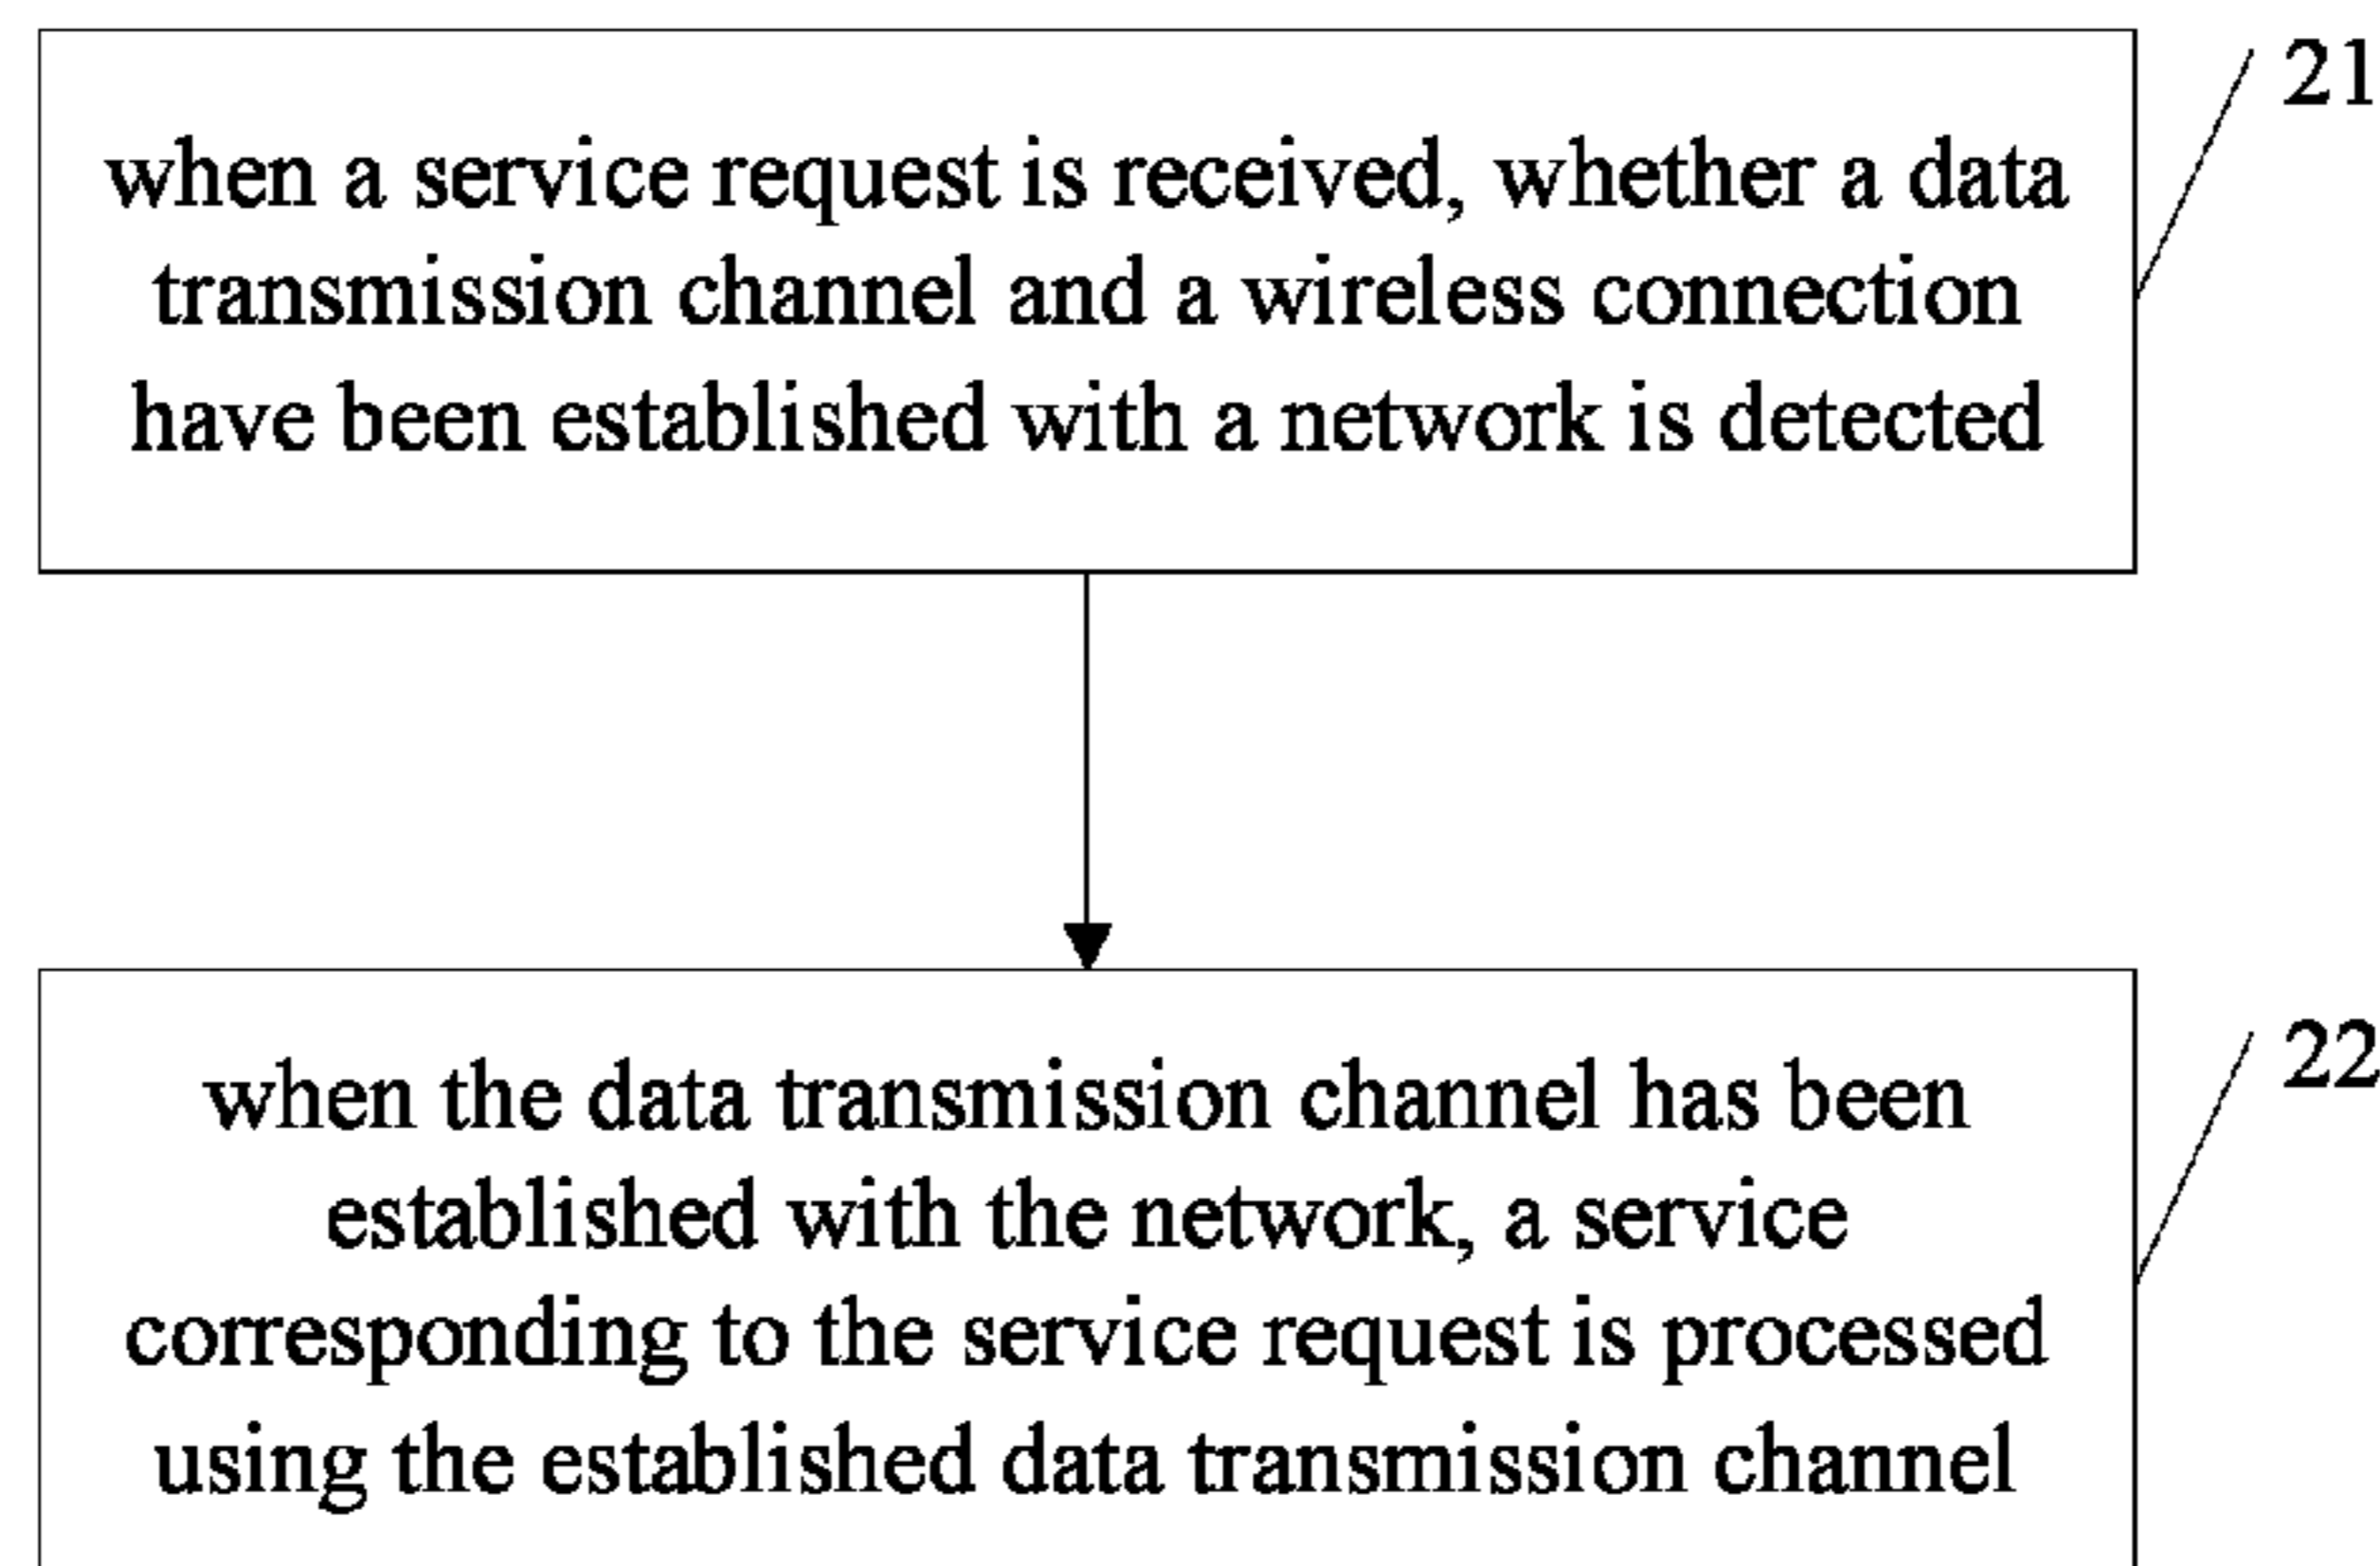 21
when a service request is received, whether a data
transmission channel and a wireless connection
have been established with a network is detected
22
when the data transmission channel has been
established with the network, a service
corresponding to the service request is processed
using the established data transmission channel